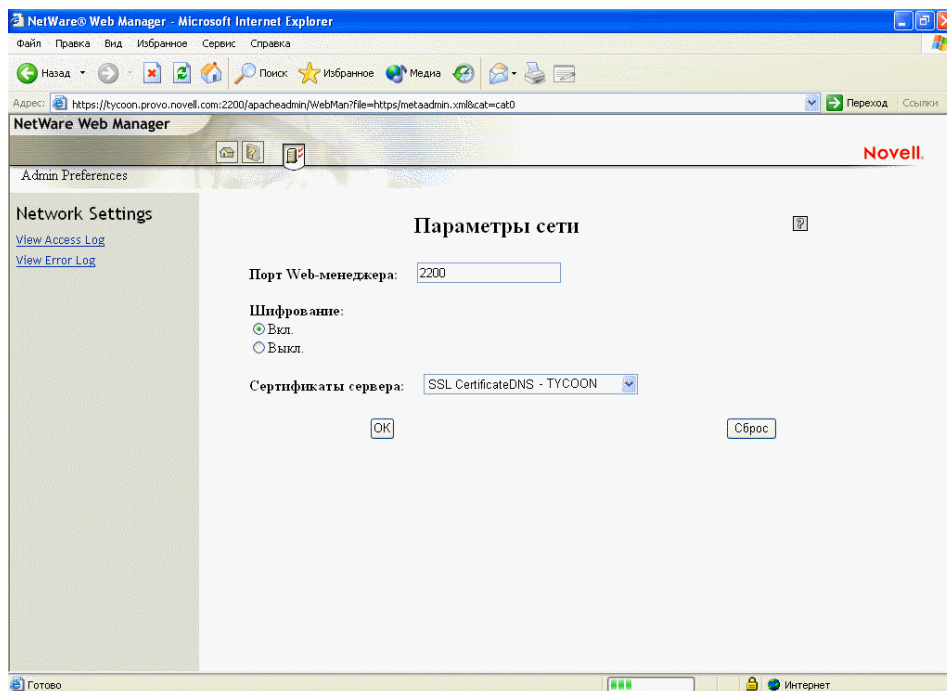 NetWare® Web Manager - Microsoft Internet Explorer
Файл Правка Вид Избранное Сервис Справка
Назад Поиск Избранное Медиа
Адрес: https://tycoon.provo.novell.com:2200/apacheadmin/WebMan?file=https/metaadmin.xml&cat=cat0 Переход Ссылки
NetWare Web Manager
Novell.
Admin Preferences
Network Settings
View Access Log
View Error Log
Параметры сети
Порт Web-менеджера: 2200
Шифрование:
Вкл.
Выкл.
Сертификаты сервера: SSL CertificateDNS - TYCOON
OK Сброс
Готово Интернет